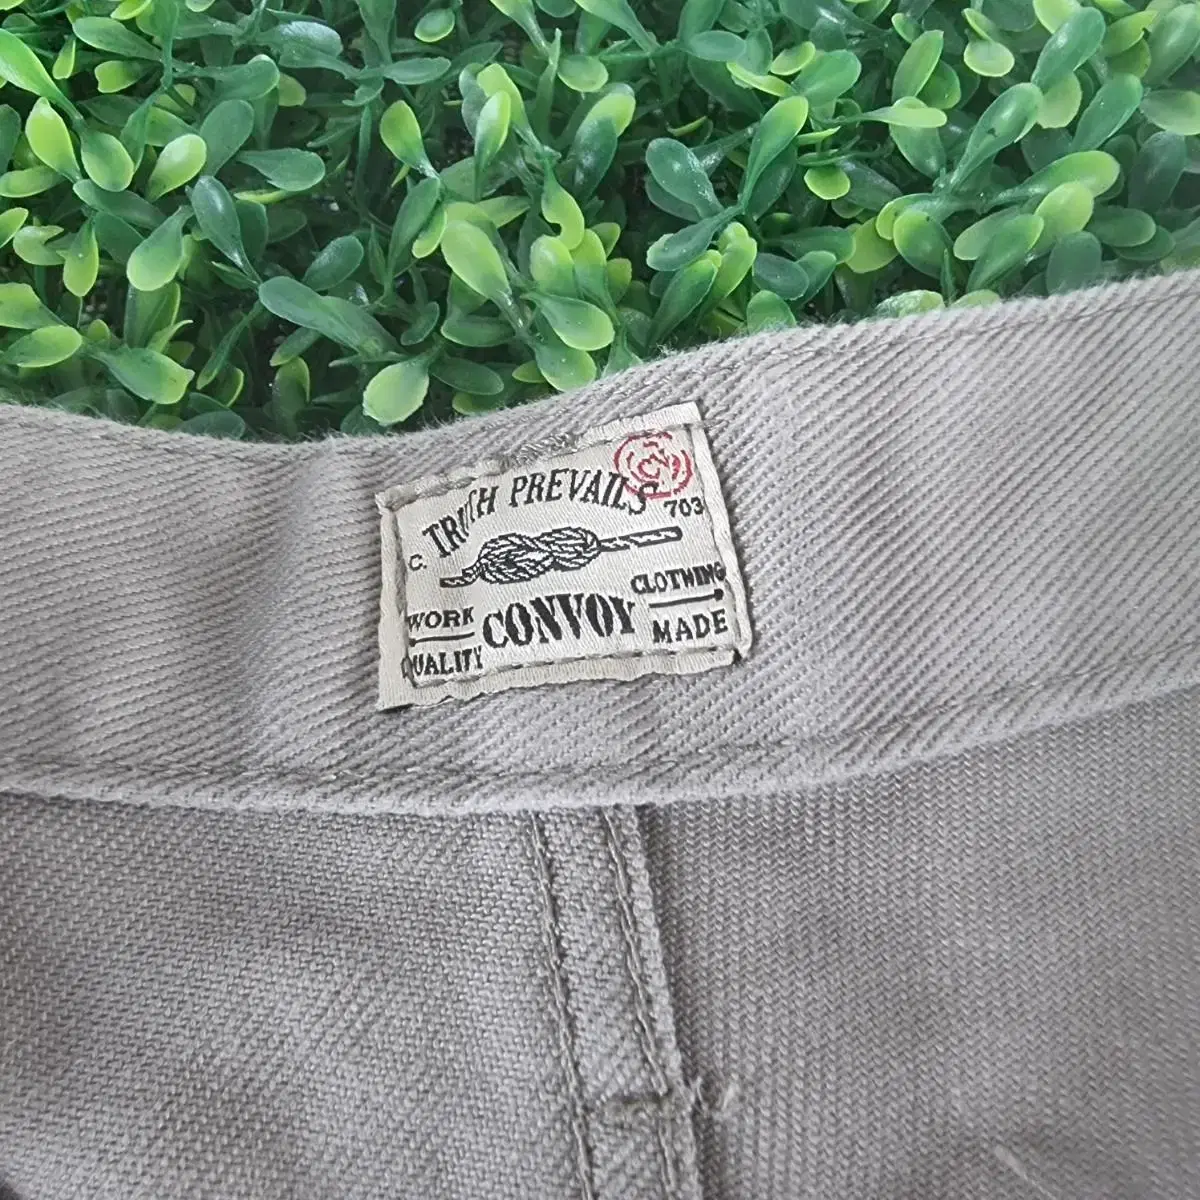 TRUTH PREVAILS
703
C.
WORK CLOTHING
CONVOY
QUALITY MADE